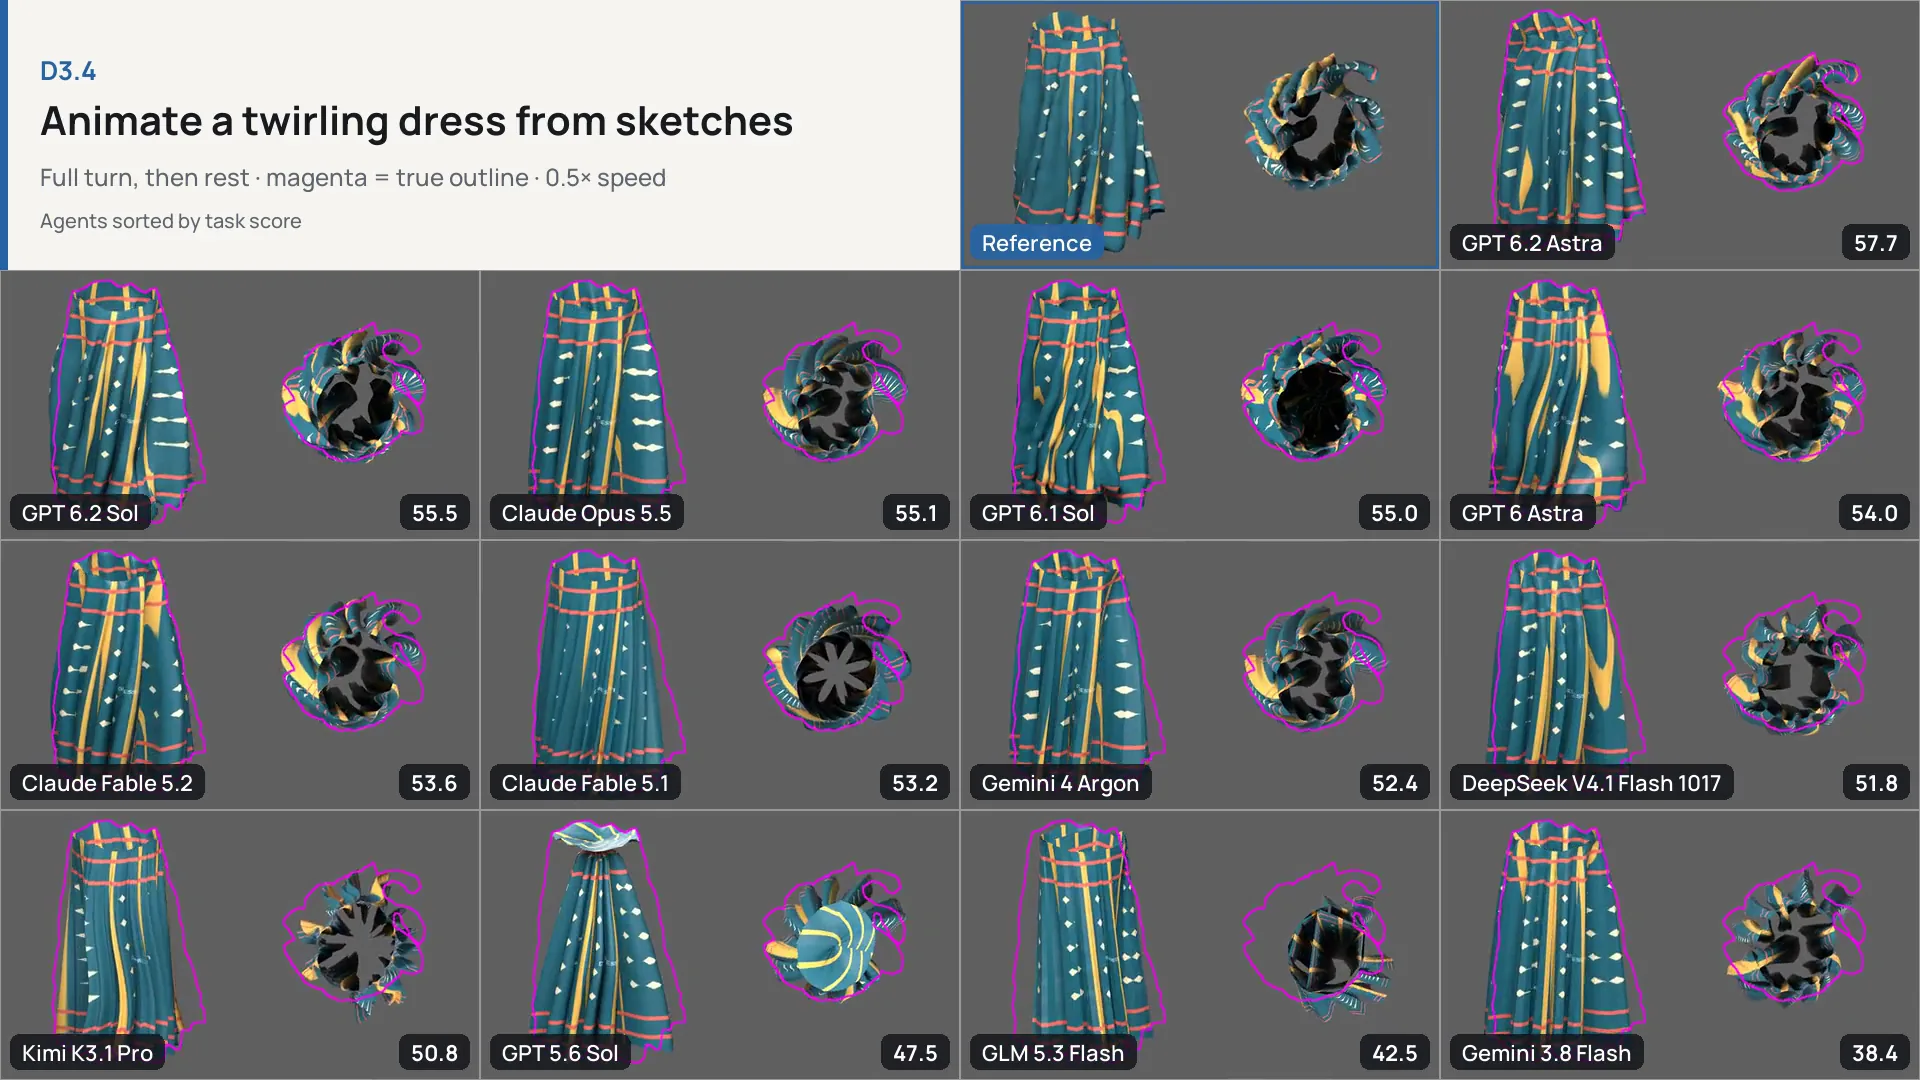 D3.4
Animate a twirling dress from sketches
Full turn, then rest · magenta = true outline · 0.5× speed
Agents sorted by task score
Reference
GPT 6.2 Astra
57.7
GPT 6.2 Sol
55.5
Claude Opus 5.5
55.1
GPT 6.1 Sol
55.0
GPT 6 Astra
54.0
Claude Fable 5.2
53.6
Claude Fable 5.1
53.2
Gemini 4 Argon
52.4
DeepSeek V4.1 Flash 1017
51.8
Kimi K3.1 Pro
50.8
GPT 5.6 Sol
47.5
GLM 5.3 Flash
42.5
Gemini 3.8 Flash
38.4